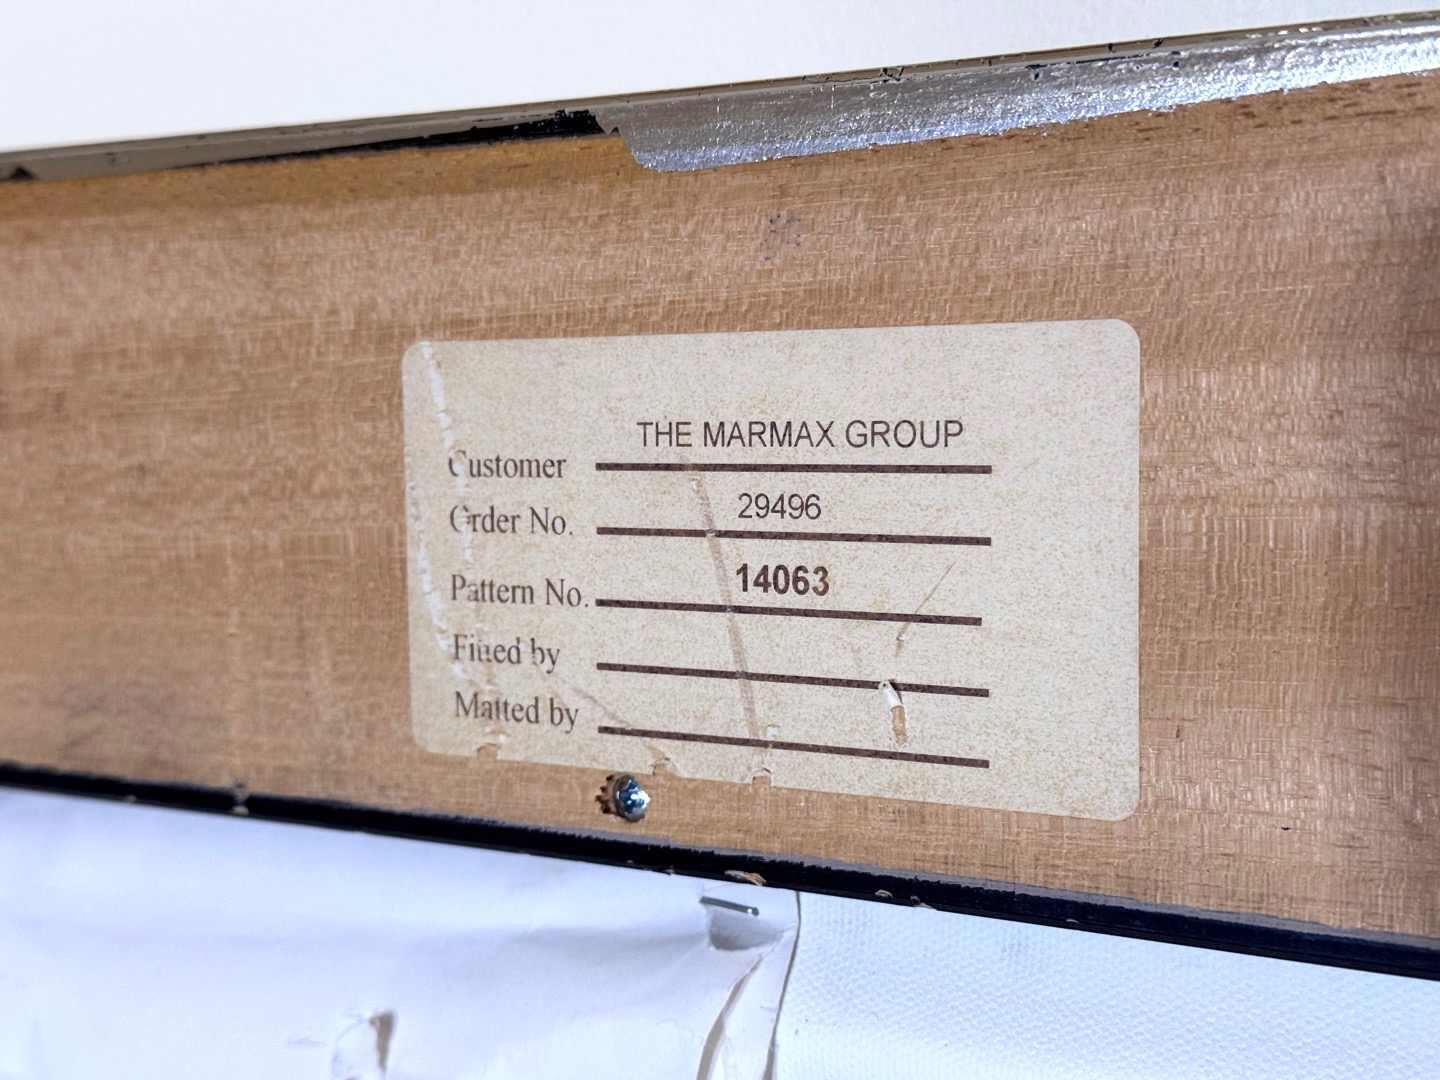 THE MARMAX GROUP
Customer
29496
Order No.
14063
Pattern No.
Fitted by
Matted by